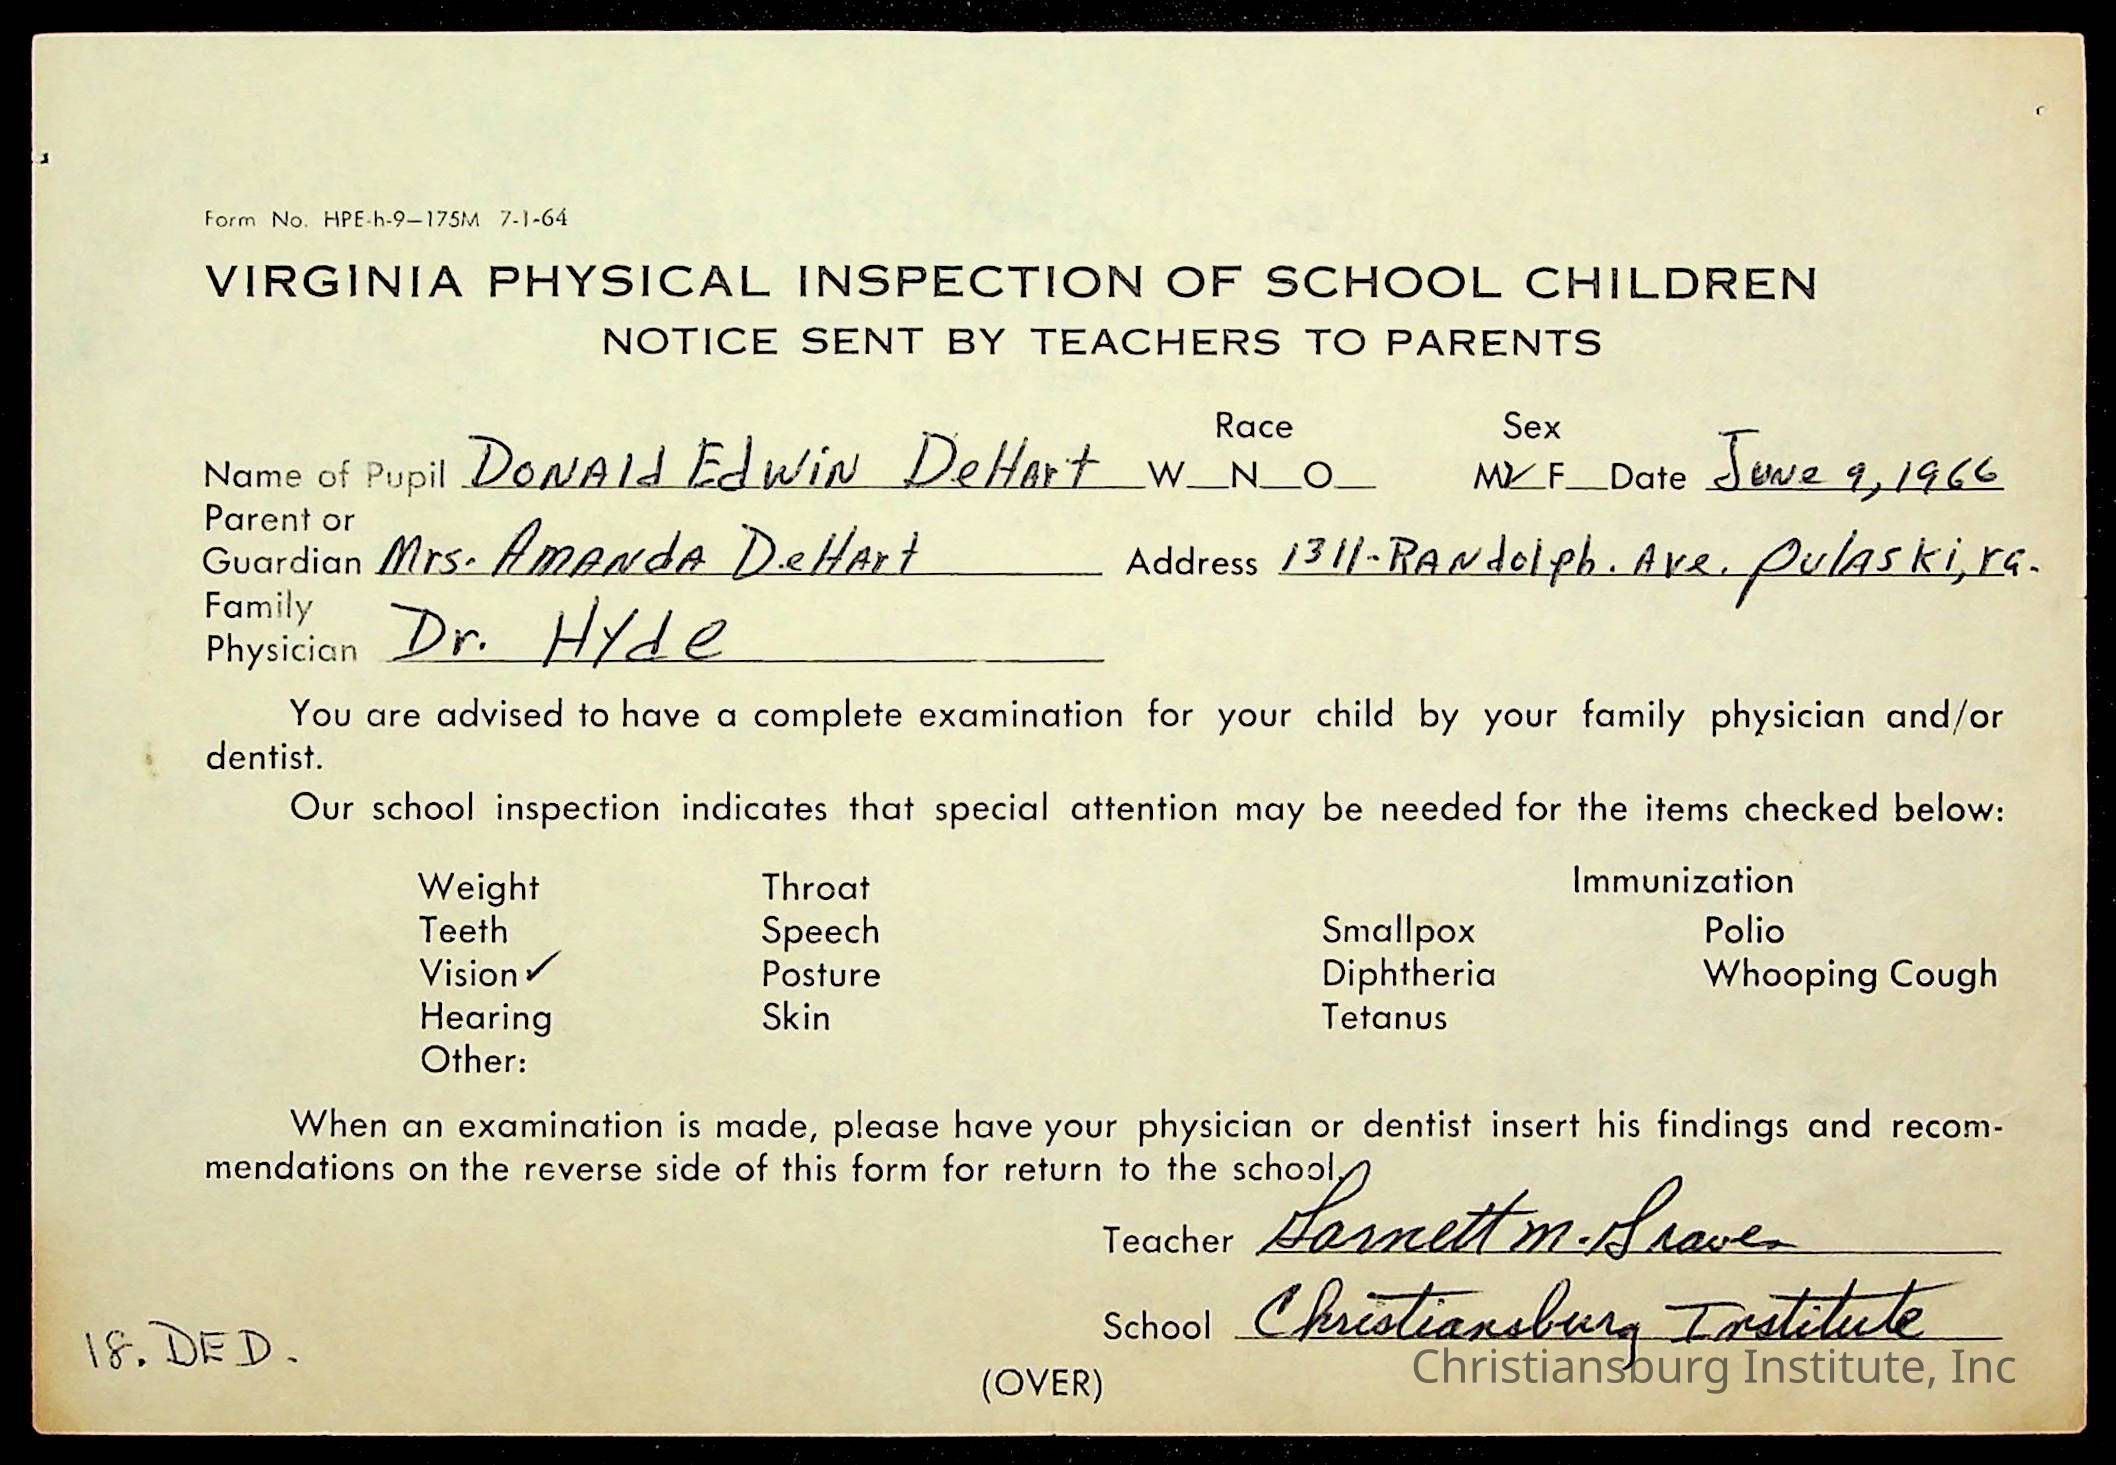 Form No. HPE-h-9—175M 7-1-64
VIRGINIA PHYSICAL INSPECTION OF SCHOOL CHILDREN
NOTICE SENT BY TEACHERS TO PARENTS
Race Sex
Name of Pupil Donald Edwin DeHart W__N__O__ M✓ F__ Date June 9, 1966
Parent or
Guardian Mrs. Amanda DeHart Address 1311-Randolph. Ave. Pulaski, Va.
Family
Physician Dr. Hyde
You are advised to have a complete examination for your child by your family physician and/or
dentist.
Our school inspection indicates that special attention may be needed for the items checked below:
Weight Throat Immunization
Teeth Speech Smallpox Polio
Vision ✓ Posture Diphtheria Whooping Cough
Hearing Skin Tetanus
Other:
When an examination is made, please have your physician or dentist insert his findings and recom-
mendations on the reverse side of this form for return to the school.
Teacher Garnett M. Graves
School Christiansburg Institute
18. DED.
Christiansburg Institute, Inc
(OVER)